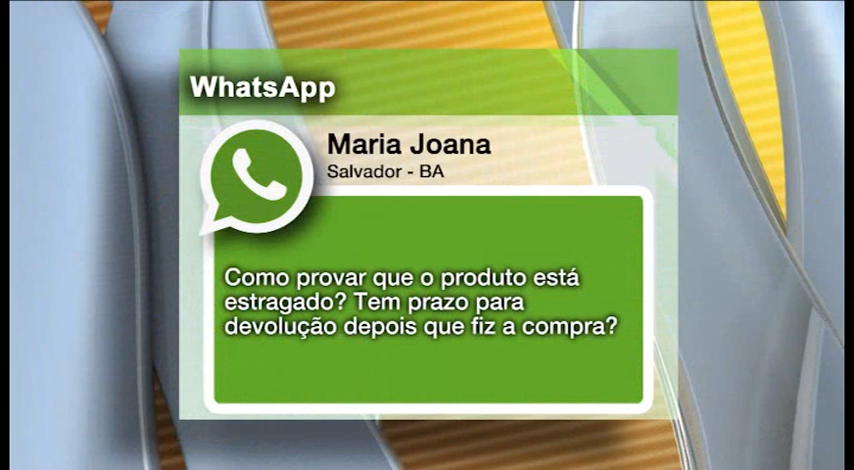 WhatsApp
Maria Joana
Salvador - BA
Como provar que o produto está
estragado? Tem prazo para
devolução depois que fiz a compra?